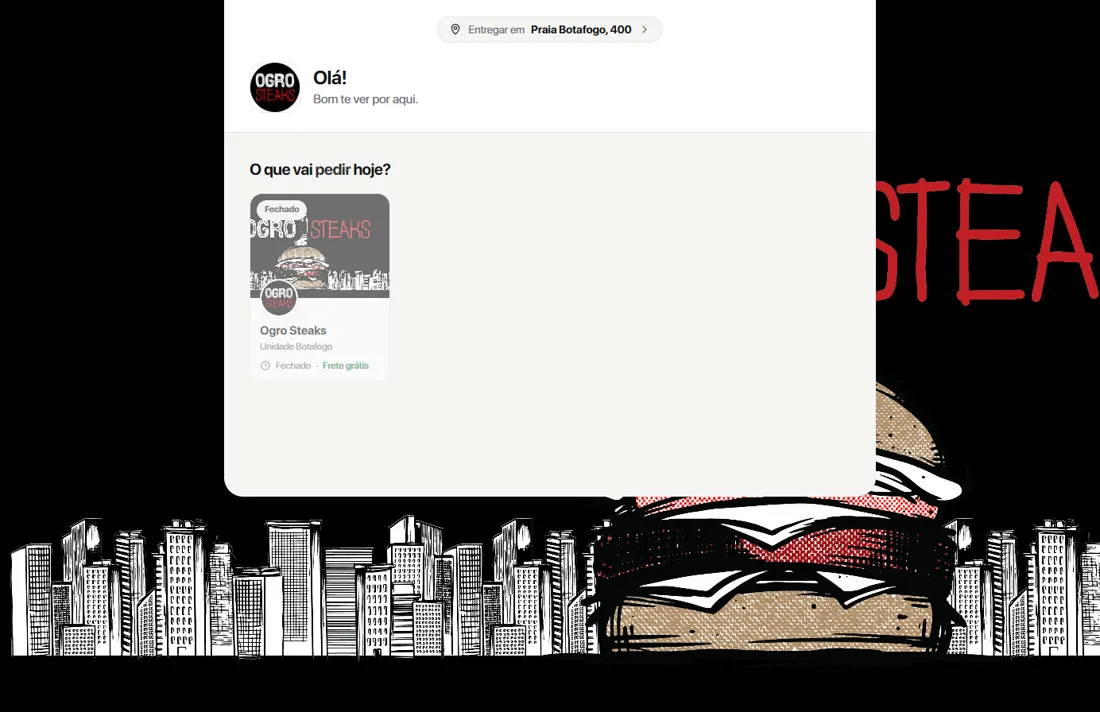 Entregar em Praia Botafogo, 400
OGRO
STEAKS
Olá!
Bom te ver por aqui.
O que vai pedir hoje?
Fechado
OGRO STEAKS
OGRO
STEAKS
Ogro Steaks
Unidade Botafogo
Fechado · Frete grátis
STEA